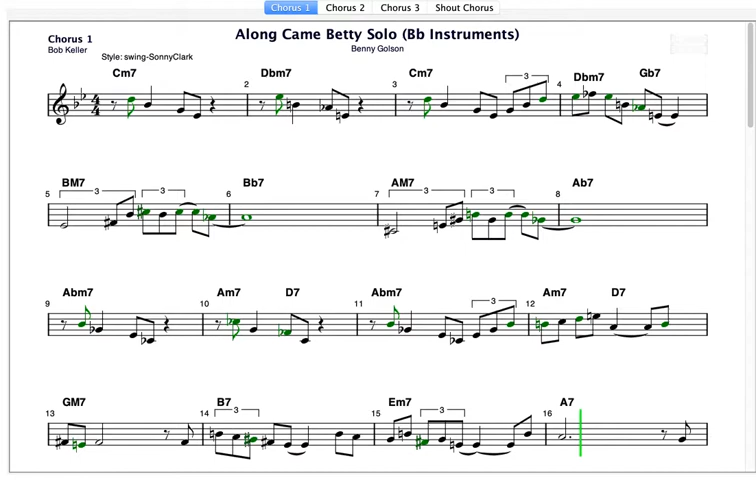 Chorus 1 Chorus 2 Chorus 3 Shout Chorus
Along Came Betty Solo (Bb Instruments)
Chorus 1
Bob Keller
Benny Golson
Style: swing-SonnyClark
Cm7 Dbm7 Cm7 Dbm7 Gb7
2 3 3 4
BM7 Bb7 AM7 Ab7
5 3 3 6 7 3 3 8
Abm7 Am7 D7 Abm7 Am7 D7
9 10 11 3 12
GM7 B7 Em7 A7
13 14 3 15 3 16
4
4